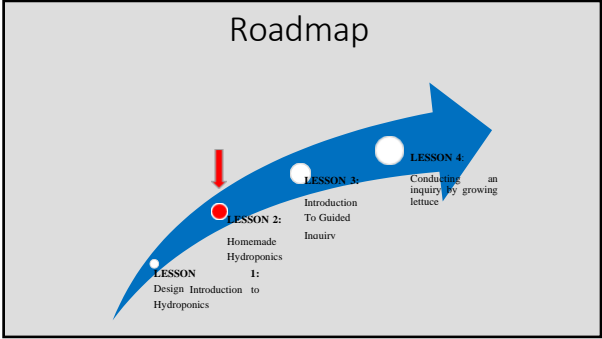 Roadmap
LESSON 1:
Design Introduction to
Hydroponics
LESSON 2:
Homemade
Hydroponics
LESSON 3:
Introduction
To Guided
Inquiry
LESSON 4:
Conducting an
inquiry by growing
lettuce